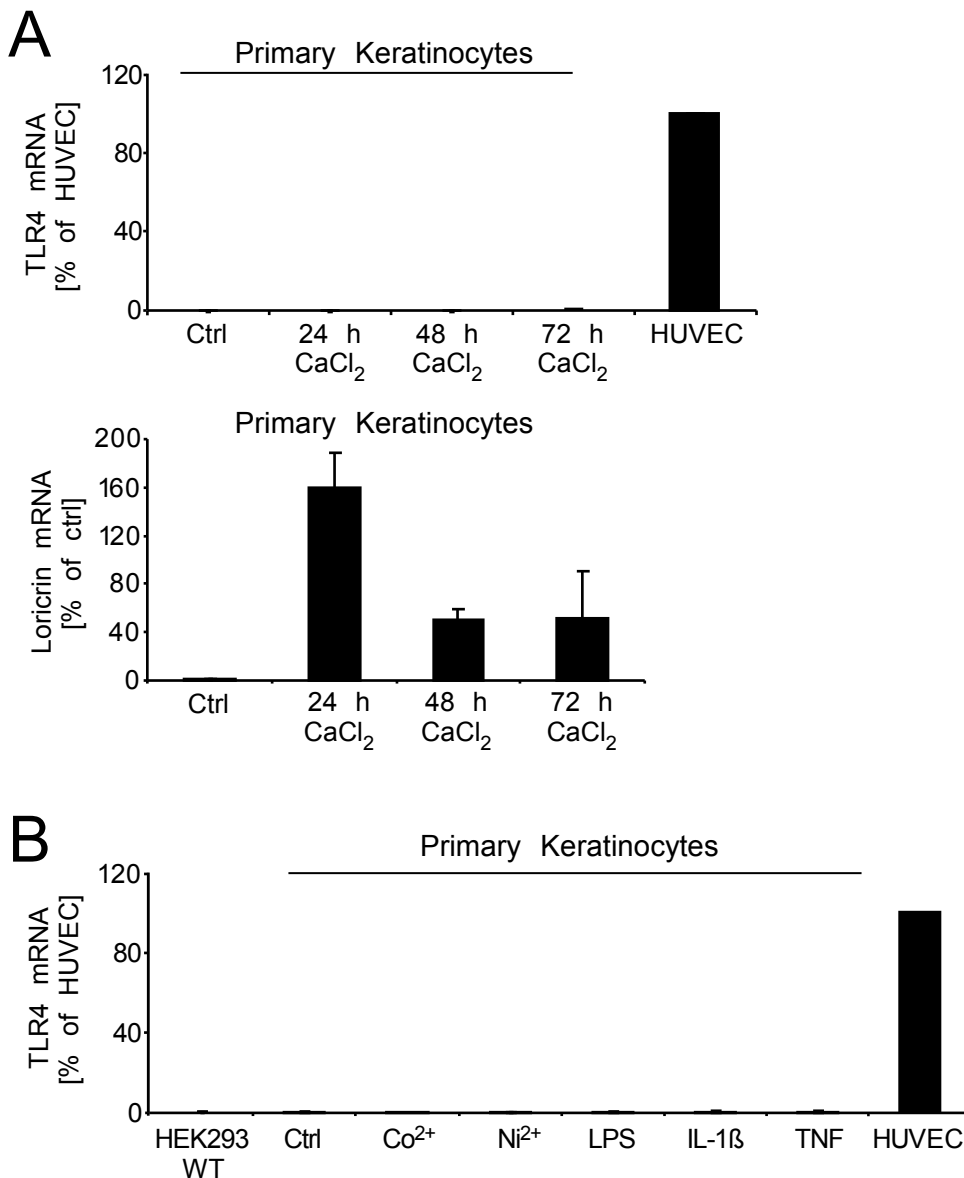 A
Primary Keratinocytes
TLR4 mRNA
[% of HUVEC]
120
80
40
0
Ctrl 24 h 48 h 72 h HUVEC
CaCl₂ CaCl₂ CaCl₂
Primary Keratinocytes
Loricrin mRNA
[% of ctrl]
200
160
120
80
40
0
Ctrl 24 h 48 h 72 h
CaCl₂ CaCl₂ CaCl₂
B
Primary Keratinocytes
TLR4 mRNA
[% of HUVEC]
120
80
40
0
HEK293 Ctrl Co²⁺ Ni²⁺ LPS IL-1ß TNF HUVEC
WT